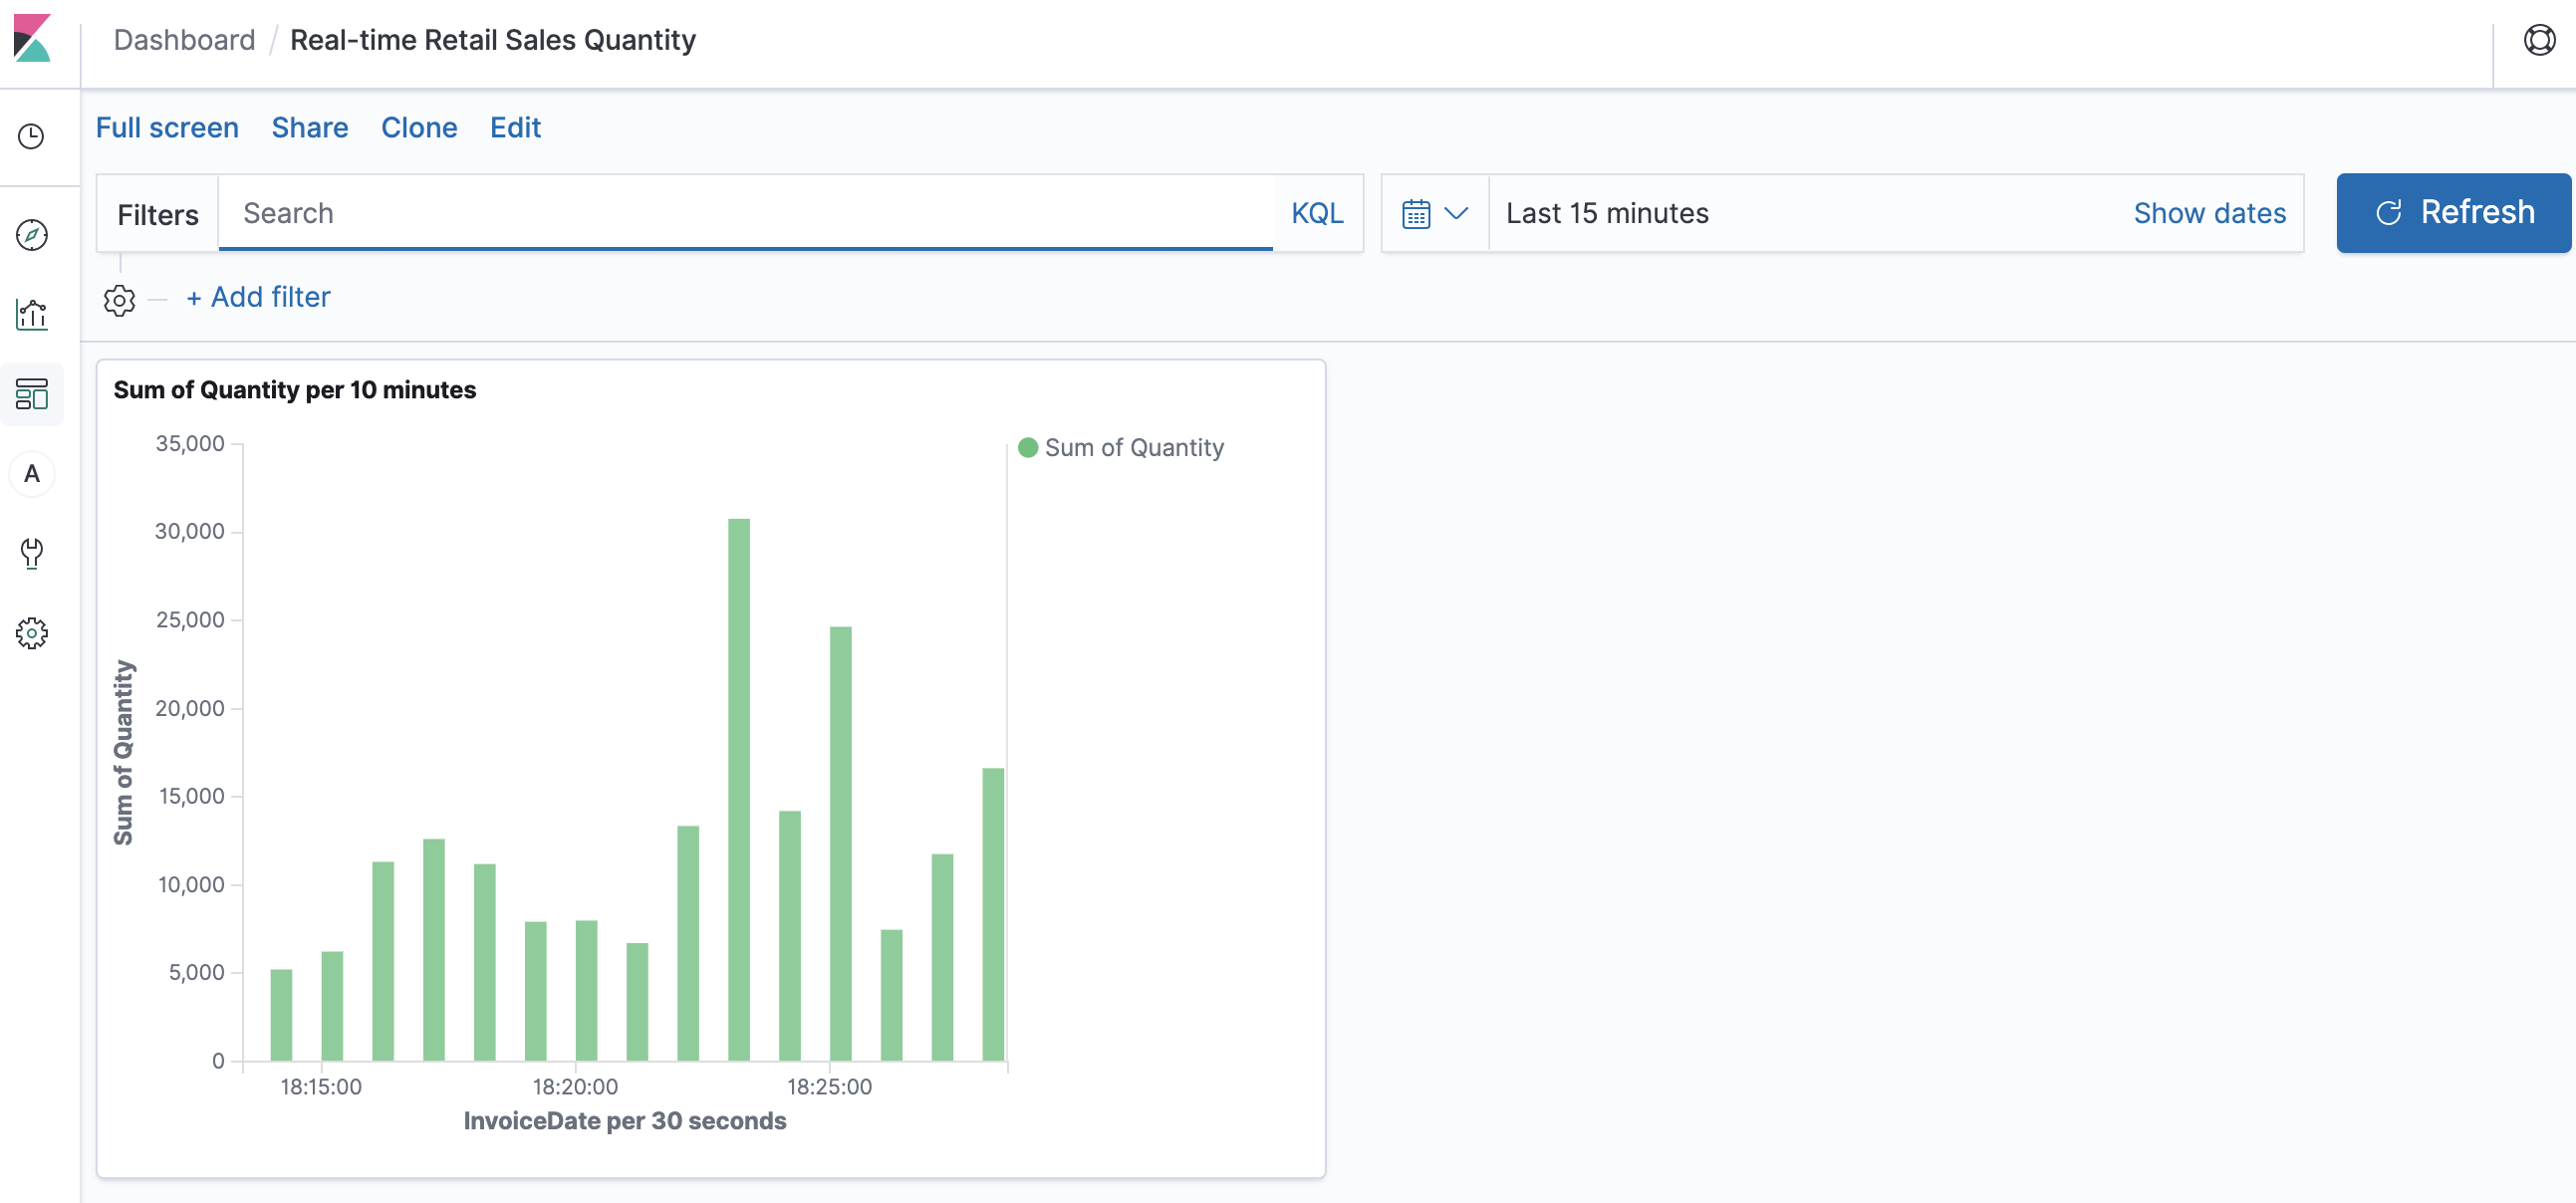 Dashboard / Real-time Retail Sales Quantity
Full screen Share Clone Edit
Filters Search KQL Last 15 minutes Show dates Refresh
+ Add filter
A
Sum of Quantity per 10 minutes
Sum of Quantity
35,000
30,000
25,000
20,000
15,000
10,000
5,000
0
Sum of Quantity
18:15:00 18:20:00 18:25:00
InvoiceDate per 30 seconds